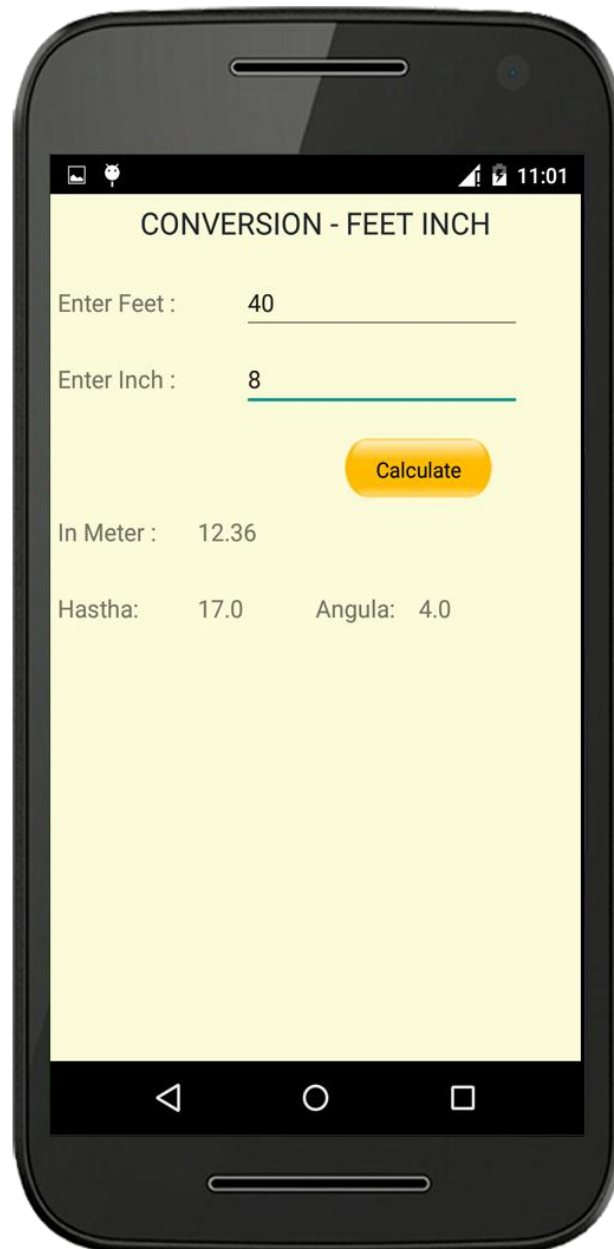 11:01
CONVERSION - FEET INCH
Enter Feet : 40
Enter Inch : 8
Calculate
In Meter : 12.36
Hastha: 17.0 Angula: 4.0